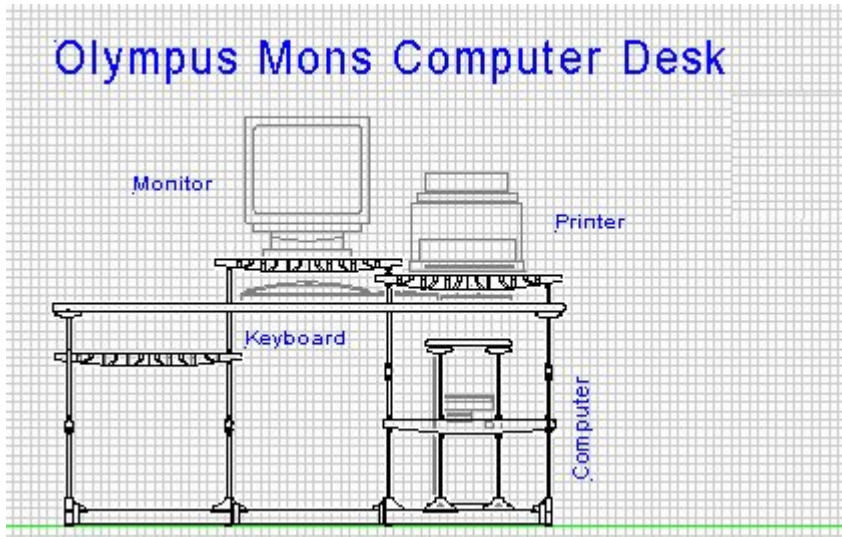 Olympus Mons Computer Desk
Monitor
Printer
Keyboard
Computer